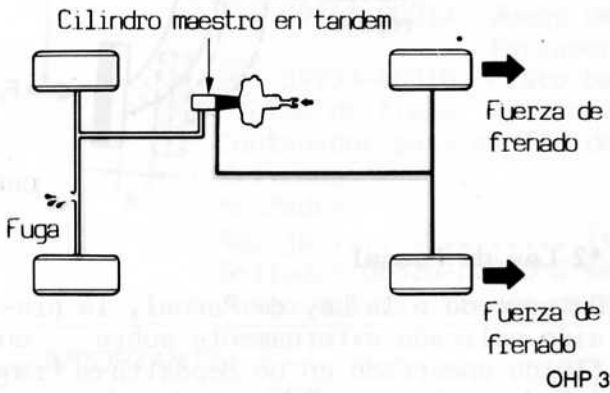 Cilindro maestro en tandem
Fuerza de
frenado
Fuga
Fuerza de
frenado
OHP 3